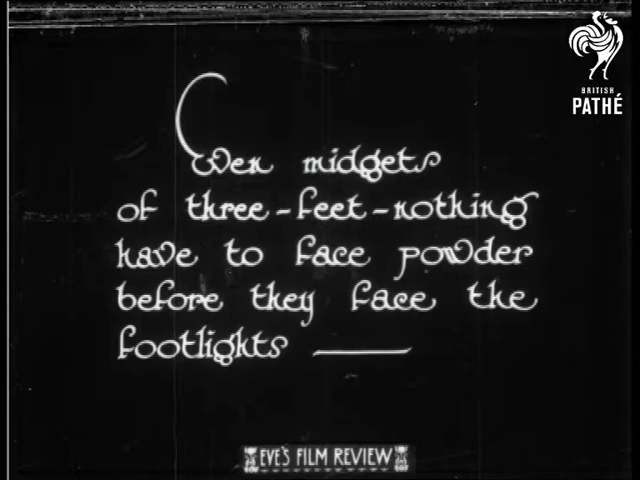 Even midgets
of three-feet-nothing
have to face powder
before they face the
footlights —
EVE'S FILM REVIEW
BRITISH
PATHÉ